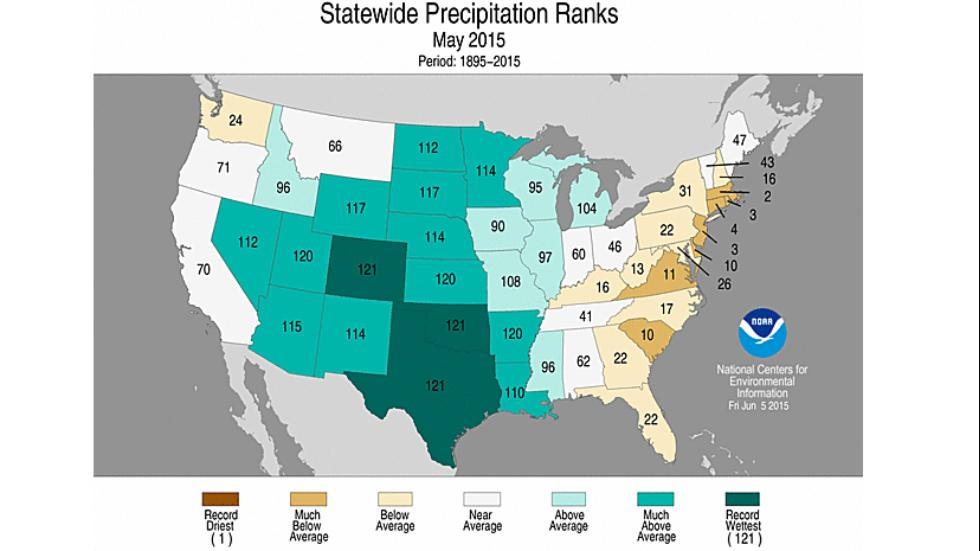 Statewide Precipitation Ranks
May 2015
Period: 1895–2015
24
71
66
96
112
114
117
117
112
120
70
121
114
120
115
114
121
121
95
104
90
97
108
60
46
120
110
96
62
41
16
13
11
17
10
22
22
22
31
47
43
16
2
3
4
3
10
26
NOAA
National Centers for
Environmental
Information
Fri Jun 5 2015
Record
Driest
( 1 )
Much
Below
Average
Below
Average
Near
Average
Above
Average
Much
Above
Average
Record
Wettest
( 121 )